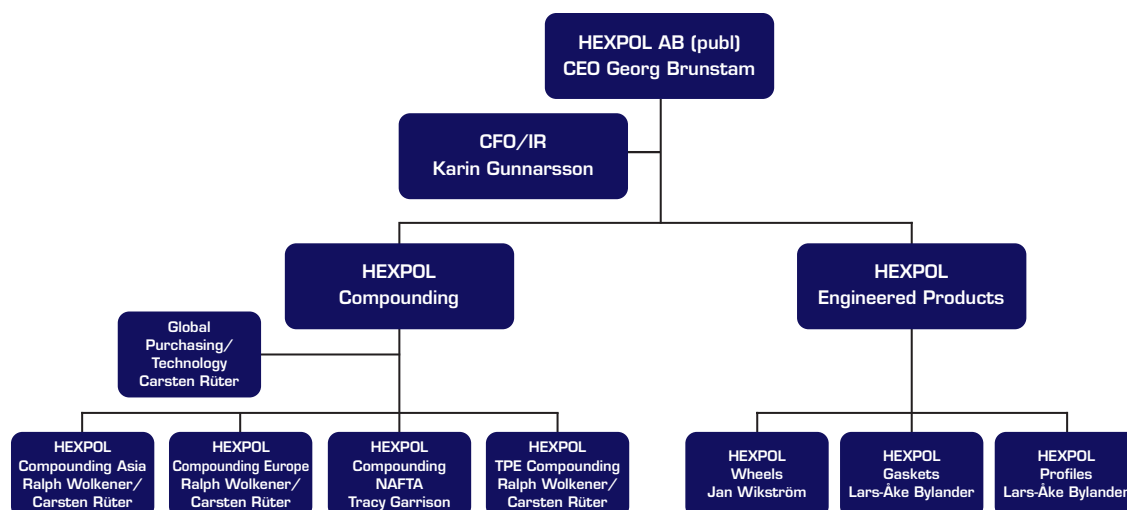 HEXPOL AB (publ)
CEO Georg Brunstam
CFO/IR
Karin Gunnarsson
HEXPOL
Compounding
HEXPOL
Engineered Products
Global
Purchasing/
Technology
Carsten Rüter
HEXPOL
Compounding Asia
Ralph Wolkener/
Carsten Rüter
HEXPOL
Compounding Europe
Ralph Wolkener/
Carsten Rüter
HEXPOL
Compounding
NAFTA
Tracy Garrison
HEXPOL
TPE Compounding
Ralph Wolkener/
Carsten Rüter
HEXPOL
Wheels
Jan Wikström
HEXPOL
Gaskets
Lars-Åke Bylander
HEXPOL
Profiles
Lars-Åke Bylander